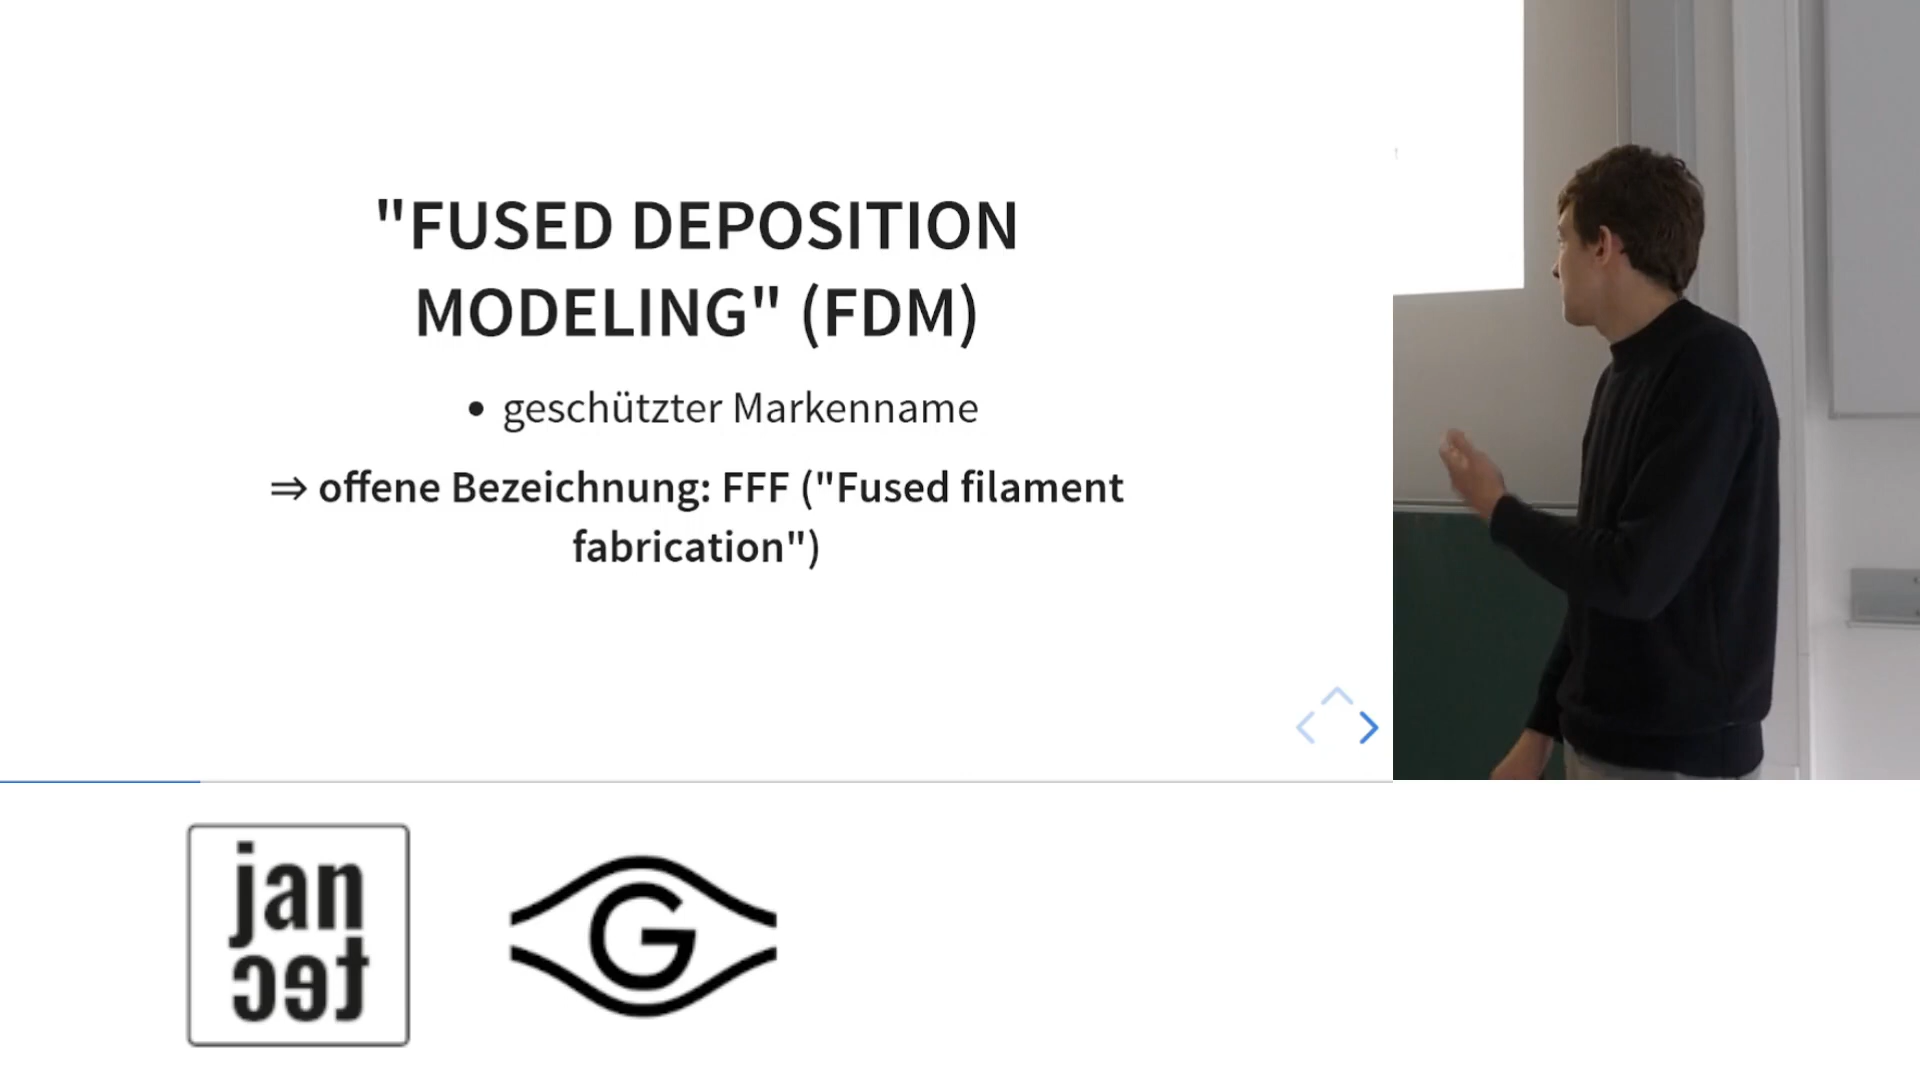 "FUSED DEPOSITION
MODELING" (FDM)
• geschützter Markenname
⇒ offene Bezeichnung: FFF ("Fused filament
fabrication")
jan
tec
G